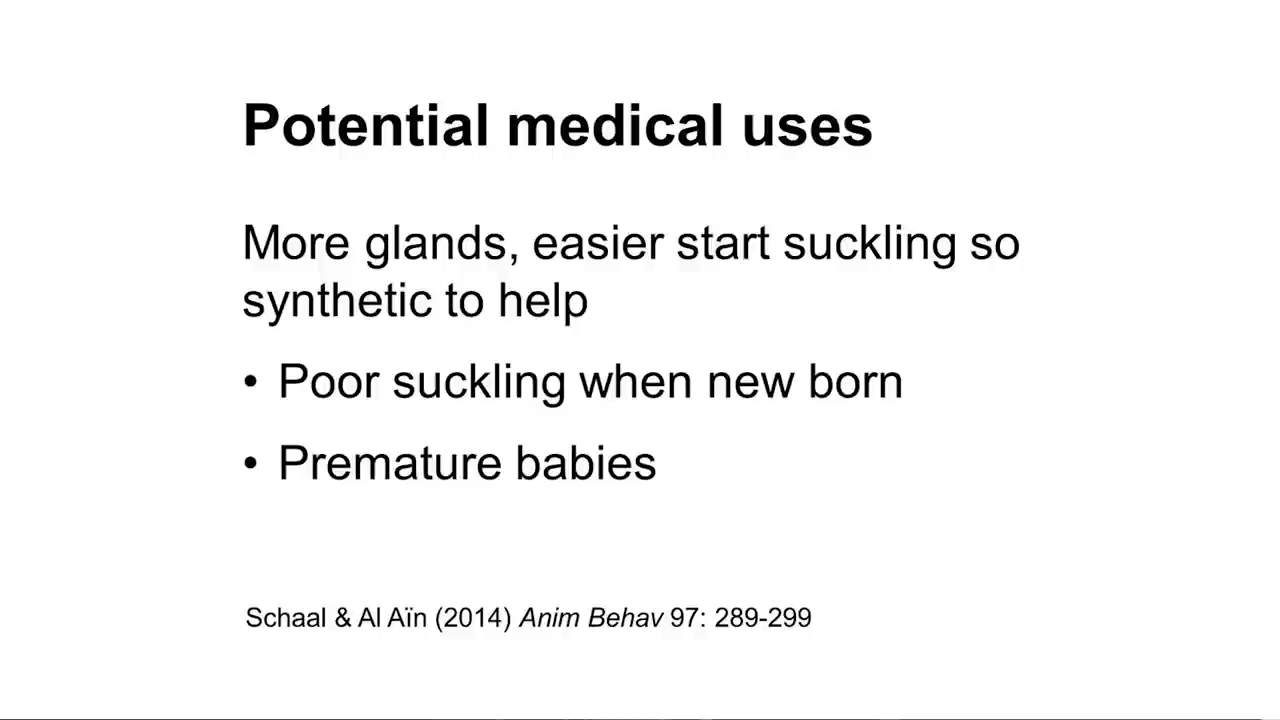 Potential medical uses
More glands, easier start suckling so
synthetic to help
• Poor suckling when new born
• Premature babies
Schaal & Al Aïn (2014) Anim Behav 97: 289-299